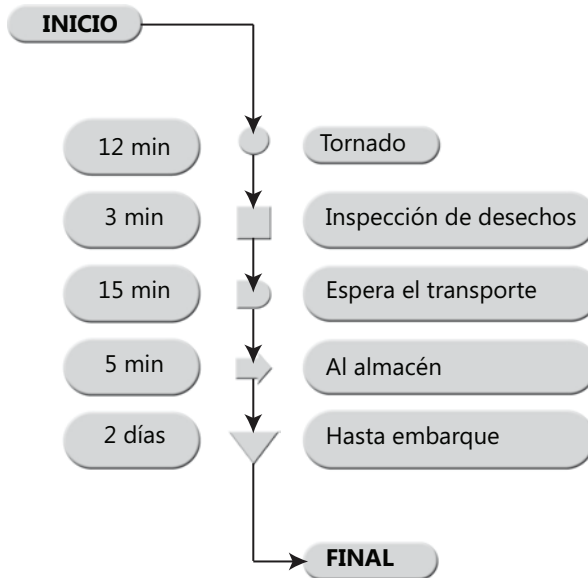 INICIO
12 min
Tornado
3 min
Inspección de desechos
15 min
Espera el transporte
5 min
Al almacén
2 días
Hasta embarque
FINAL